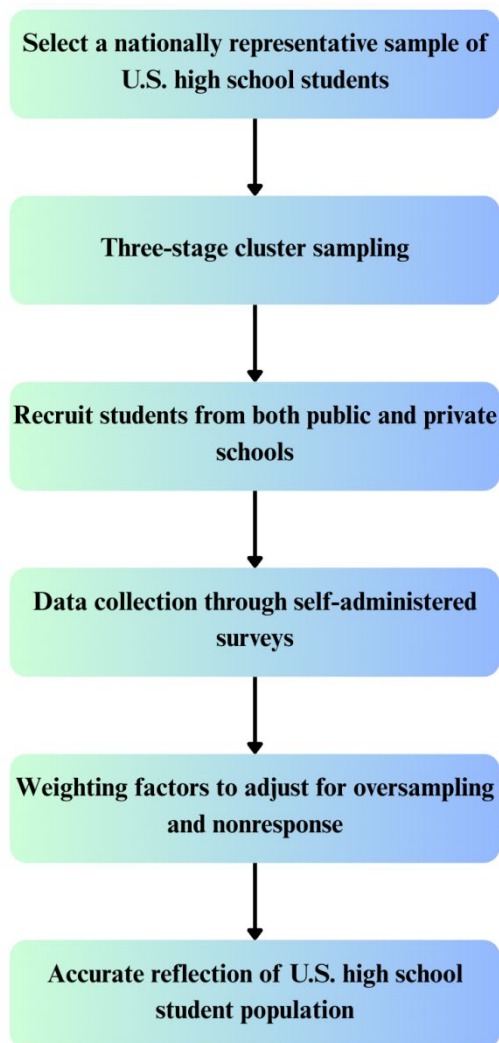 Select a nationally representative sample of
U.S. high school students
Three-stage cluster sampling
Recruit students from both public and private
schools
Data collection through self-administered
surveys
Weighting factors to adjust for oversampling
and nonresponse
Accurate reflection of U.S. high school
student population